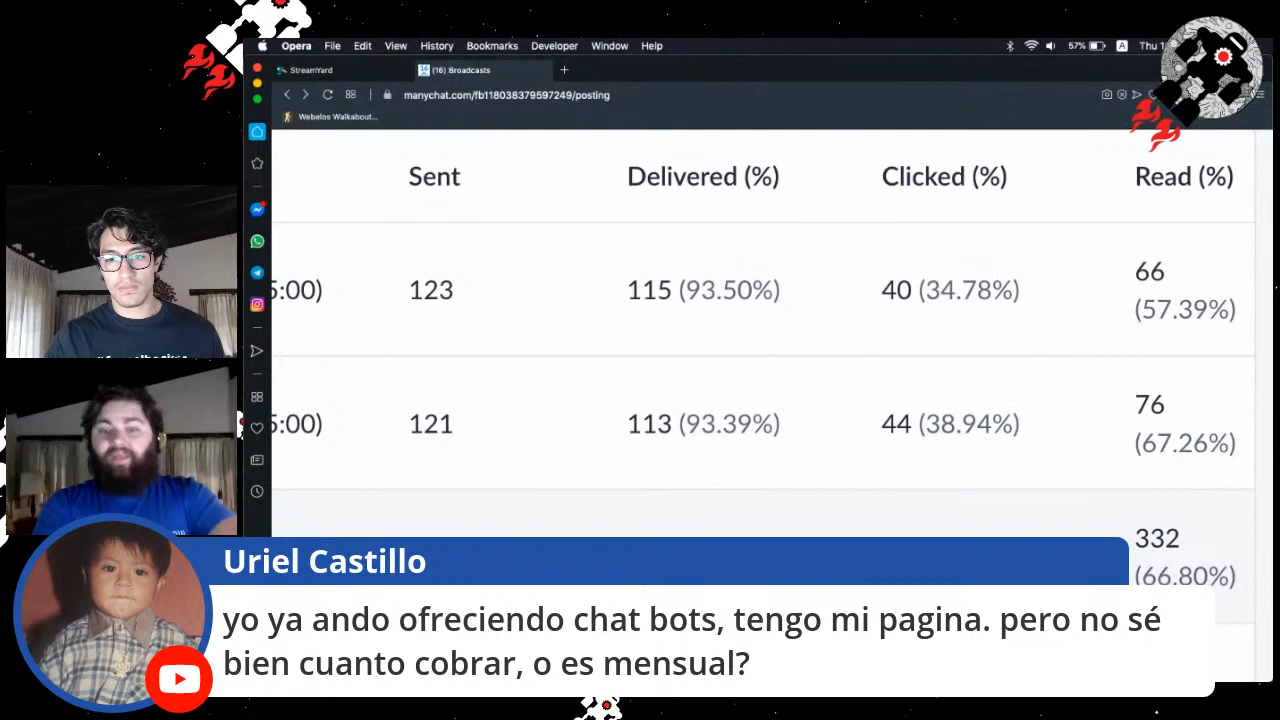 Opera File Edit View History Bookmarks Developer Window Help 57% A Thu 1
StreamYard (16) Broadcasts
manychat.com/fb118038379597249/posting
Webelos Walkabout...
Sent Delivered (%) Clicked (%) Read (%)
5:00) 123 115 (93.50%) 40 (34.78%) 66
(57.39%)
5:00) 121 113 (93.39%) 44 (38.94%) 76
(67.26%)
332
(66.80%)
Uriel Castillo
yo ya ando ofreciendo chat bots, tengo mi pagina. pero no sé
bien cuanto cobrar, o es mensual?